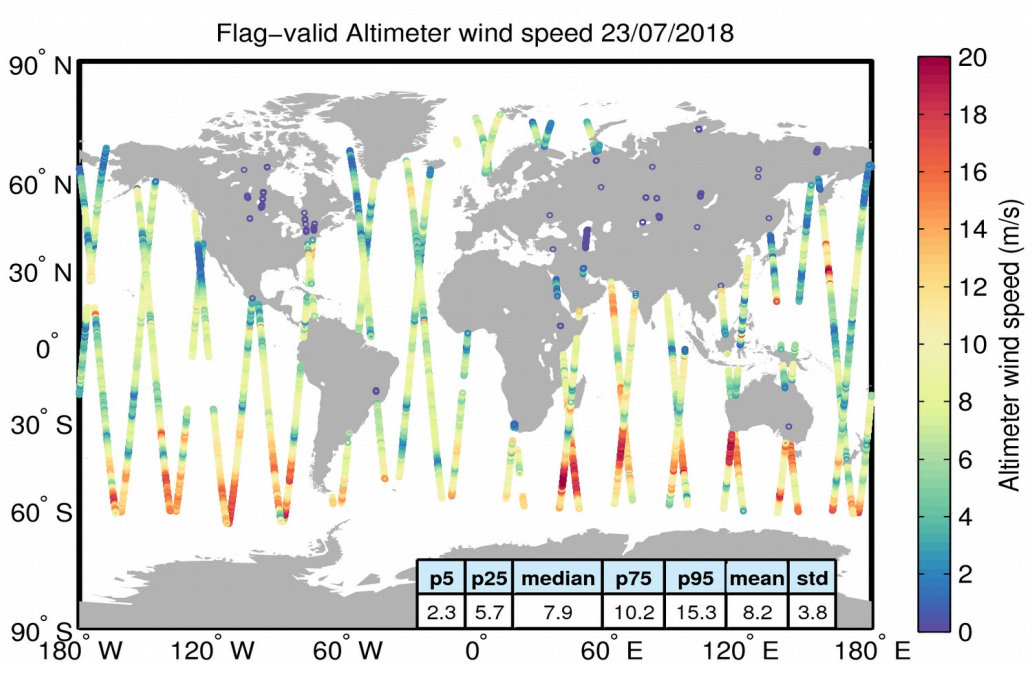 Flag−valid Altimeter wind speed 23/07/2018
90° N
60° N
30° N
0°
30° S
60° S
90° S
180° W
120° W
60° W
0°
60° E
120° E
180° E
p5 p25 median p75 p95 mean std
2.3 5.7 7.9 10.2 15.3 8.2 3.8
20
18
16
14
12
10
8
6
4
2
0
Altimeter wind speed (m/s)